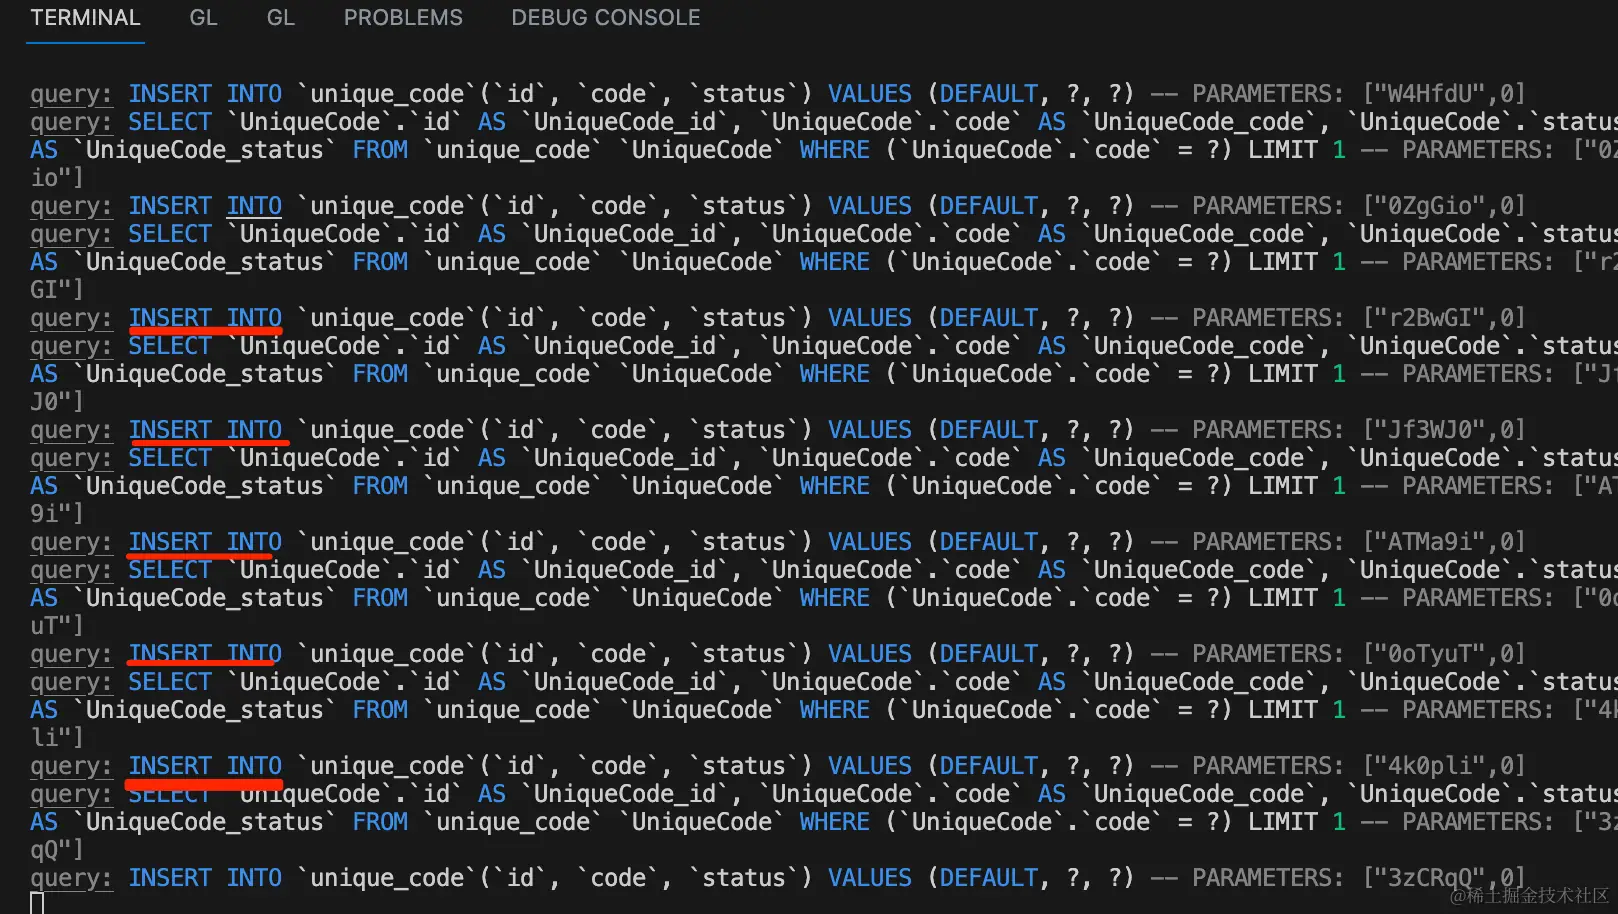 TERMINAL GL GL PROBLEMS DEBUG CONSOLE
query: INSERT INTO `unique_code`(`id`, `code`, `status`) VALUES (DEFAULT, ?, ?) -- PARAMETERS: ["W4HfdU",0]
query: SELECT `UniqueCode`.`id` AS `UniqueCode_id`, `UniqueCode`.`code` AS `UniqueCode_code`, `UniqueCode`.`status
AS `UniqueCode_status` FROM `unique_code` `UniqueCode` WHERE (`UniqueCode`.`code` = ?) LIMIT 1 -- PARAMETERS: ["0Z
io"]
query: INSERT INTO `unique_code`(`id`, `code`, `status`) VALUES (DEFAULT, ?, ?) -- PARAMETERS: ["0ZgGio",0]
query: SELECT `UniqueCode`.`id` AS `UniqueCode_id`, `UniqueCode`.`code` AS `UniqueCode_code`, `UniqueCode`.`status
AS `UniqueCode_status` FROM `unique_code` `UniqueCode` WHERE (`UniqueCode`.`code` = ?) LIMIT 1 -- PARAMETERS: ["r2
GI"]
query: INSERT INTO `unique_code`(`id`, `code`, `status`) VALUES (DEFAULT, ?, ?) -- PARAMETERS: ["r2BwGI",0]
query: SELECT `UniqueCode`.`id` AS `UniqueCode_id`, `UniqueCode`.`code` AS `UniqueCode_code`, `UniqueCode`.`status
AS `UniqueCode_status` FROM `unique_code` `UniqueCode` WHERE (`UniqueCode`.`code` = ?) LIMIT 1 -- PARAMETERS: ["Jf
J0"]
query: INSERT INTO `unique_code`(`id`, `code`, `status`) VALUES (DEFAULT, ?, ?) -- PARAMETERS: ["Jf3WJ0",0]
query: SELECT `UniqueCode`.`id` AS `UniqueCode_id`, `UniqueCode`.`code` AS `UniqueCode_code`, `UniqueCode`.`status
AS `UniqueCode_status` FROM `unique_code` `UniqueCode` WHERE (`UniqueCode`.`code` = ?) LIMIT 1 -- PARAMETERS: ["AT
9i"]
query: INSERT INTO `unique_code`(`id`, `code`, `status`) VALUES (DEFAULT, ?, ?) -- PARAMETERS: ["ATMa9i",0]
query: SELECT `UniqueCode`.`id` AS `UniqueCode_id`, `UniqueCode`.`code` AS `UniqueCode_code`, `UniqueCode`.`status
AS `UniqueCode_status` FROM `unique_code` `UniqueCode` WHERE (`UniqueCode`.`code` = ?) LIMIT 1 -- PARAMETERS: ["0o
uT"]
query: INSERT INTO `unique_code`(`id`, `code`, `status`) VALUES (DEFAULT, ?, ?) -- PARAMETERS: ["0oTyuT",0]
query: SELECT `UniqueCode`.`id` AS `UniqueCode_id`, `UniqueCode`.`code` AS `UniqueCode_code`, `UniqueCode`.`status
AS `UniqueCode_status` FROM `unique_code` `UniqueCode` WHERE (`UniqueCode`.`code` = ?) LIMIT 1 -- PARAMETERS: ["4k
li"]
query: INSERT INTO `unique_code`(`id`, `code`, `status`) VALUES (DEFAULT, ?, ?) -- PARAMETERS: ["4k0pli",0]
query: SELECT `UniqueCode`.`id` AS `UniqueCode_id`, `UniqueCode`.`code` AS `UniqueCode_code`, `UniqueCode`.`status
AS `UniqueCode_status` FROM `unique_code` `UniqueCode` WHERE (`UniqueCode`.`code` = ?) LIMIT 1 -- PARAMETERS: ["3z
qQ"]
query: INSERT INTO `unique_code`(`id`, `code`, `status`) VALUES (DEFAULT, ?, ?) -- PARAMETERS: ["3zCRqQ",0]
@稀土掘金技术社区